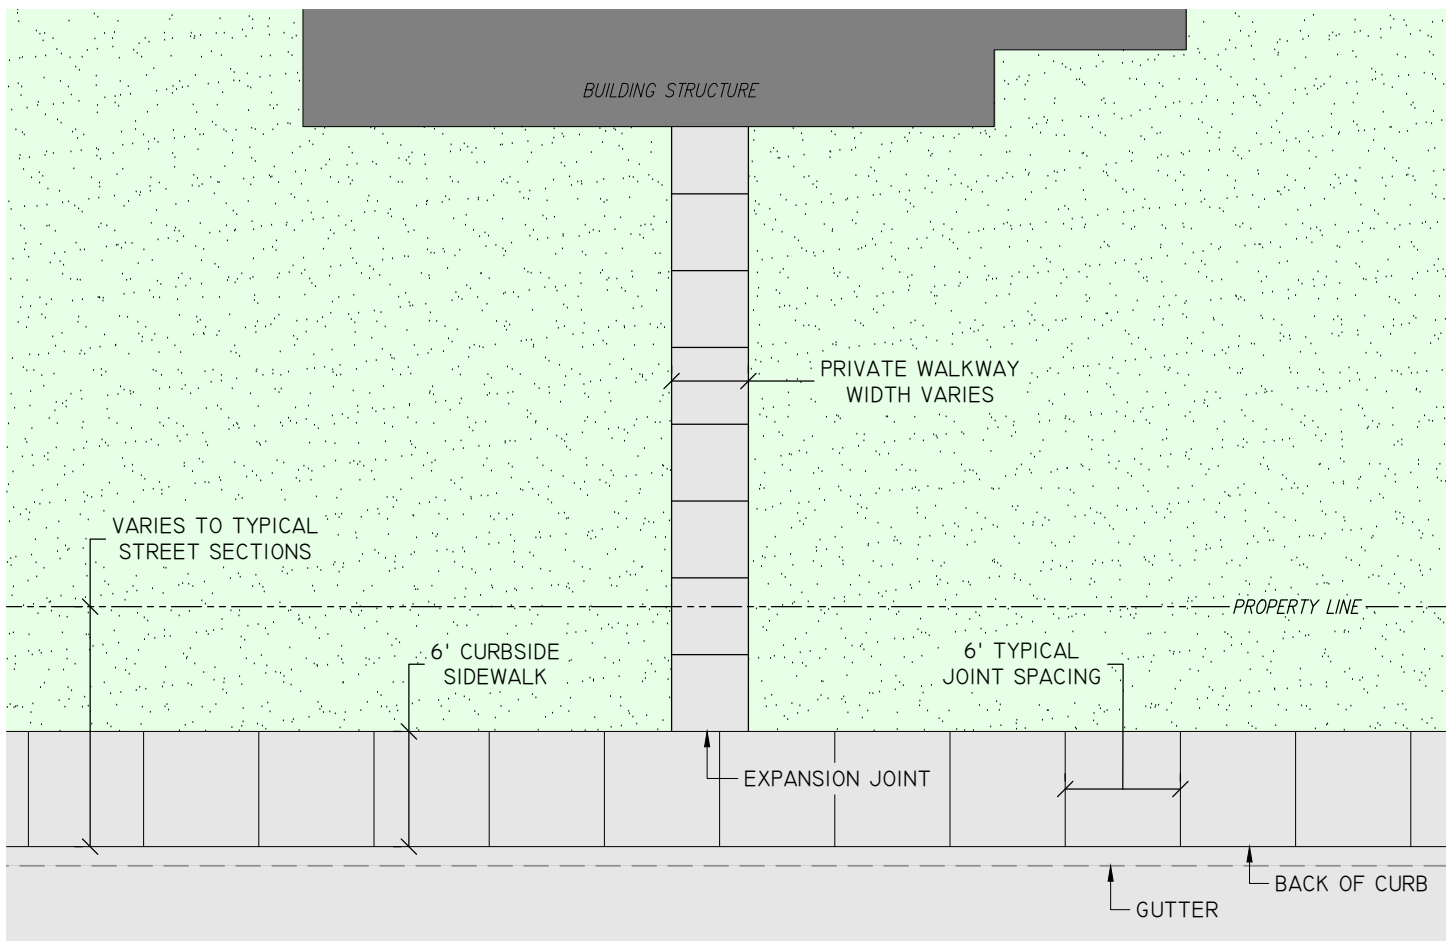 BUILDING STRUCTURE
PRIVATE WALKWAY
WIDTH VARIES
VARIES TO TYPICAL
STREET SECTIONS
PROPERTY LINE
6' CURBSIDE
SIDEWALK
6' TYPICAL
JOINT SPACING
EXPANSION JOINT
BACK OF CURB
GUTTER